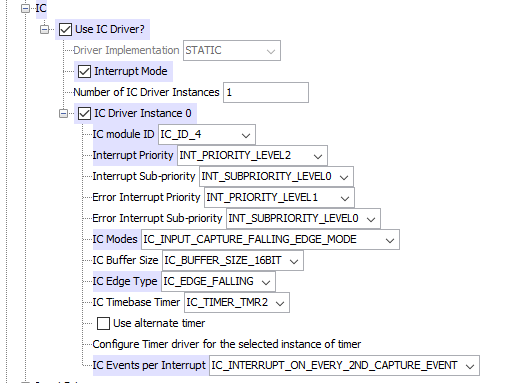 IC
Use IC Driver?
Driver Implementation STATIC
Interrupt Mode
Number of IC Driver Instances 1
IC Driver Instance 0
IC module ID IC_ID_4
Interrupt Priority INT_PRIORITY_LEVEL2
Interrupt Sub-priority INT_SUBPRIORITY_LEVEL0
Error Interrupt Priority INT_PRIORITY_LEVEL1
Error Interrupt Sub-priority INT_SUBPRIORITY_LEVEL0
IC Modes IC_INPUT_CAPTURE_FALLING_EDGE_MODE
IC Buffer Size IC_BUFFER_SIZE_16BIT
IC Edge Type IC_EDGE_FALLING
IC Timebase Timer IC_TIMER_TMR2
Use alternate timer
Configure Timer driver for the selected instance of timer
IC Events per Interrupt IC_INTERRUPT_ON_EVERY_2ND_CAPTURE_EVENT